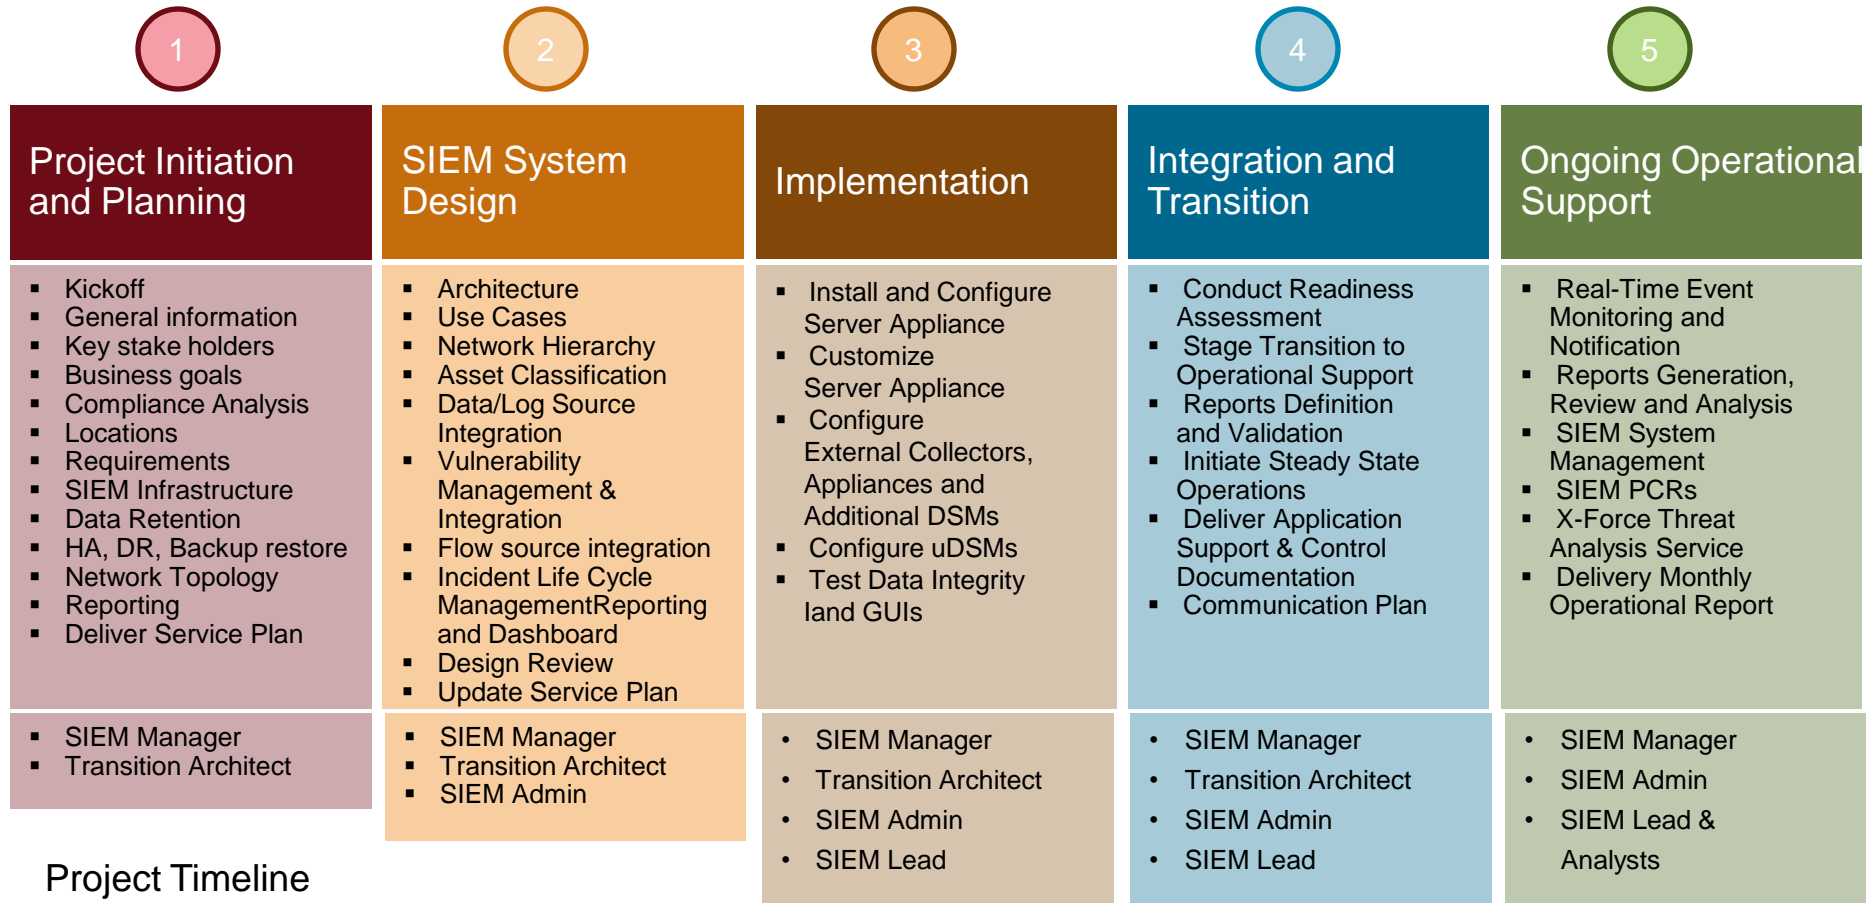 1
2
3
4
5
Project Initiation
and Planning
SIEM System
Design
Implementation
Integration and
Transition
Ongoing Operational
Support
▪ Kickoff
▪ General information
▪ Key stake holders
▪ Business goals
▪ Compliance Analysis
▪ Locations
▪ Requirements
▪ SIEM Infrastructure
▪ Data Retention
▪ HA, DR, Backup restore
▪ Network Topology
▪ Reporting
▪ Deliver Service Plan
▪ Architecture
▪ Use Cases
▪ Network Hierarchy
▪ Asset Classification
▪ Data/Log Source
Integration
▪ Vulnerability
Management &
Integration
▪ Flow source integration
▪ Incident Life Cycle
ManagementReporting
and Dashboard
▪ Design Review
▪ Update Service Plan
▪ Install and Configure
Server Appliance
▪ Customize
Server Appliance
▪ Configure
External Collectors,
Appliances and
Additional DSMs
▪ Configure uDSMs
▪ Test Data Integrity
Iand GUIs
▪ Conduct Readiness
Assessment
▪ Stage Transition to
Operational Support
▪ Reports Definition
and Validation
▪ Initiate Steady State
Operations
▪ Deliver Application
Support & Control
Documentation
▪ Communication Plan
▪ Real-Time Event
Monitoring and
Notification
▪ Reports Generation,
Review and Analysis
▪ SIEM System
Management
▪ SIEM PCRs
▪ X-Force Threat
Analysis Service
▪ Delivery Monthly
Operational Report
▪ SIEM Manager
▪ Transition Architect
▪ SIEM Manager
▪ Transition Architect
▪ SIEM Admin
• SIEM Manager
• Transition Architect
• SIEM Admin
• SIEM Lead
• SIEM Manager
• Transition Architect
• SIEM Admin
• SIEM Lead
• SIEM Manager
• SIEM Admin
• SIEM Lead &
Analysts
Project Timeline